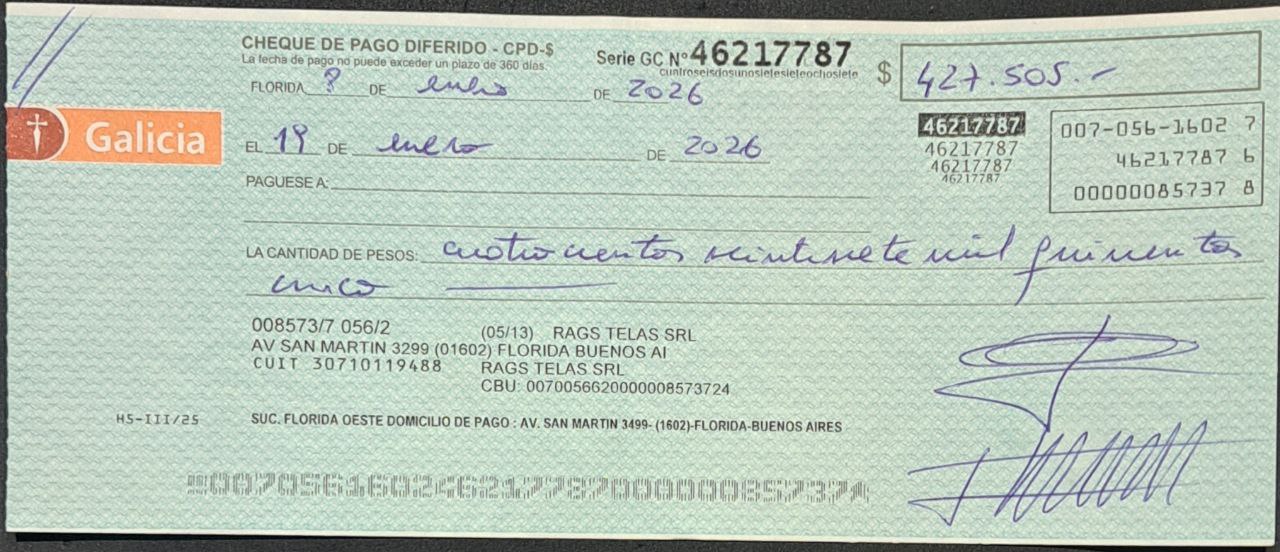 CHEQUE DE PAGO DIFERIDO - CPD-$
La fecha de pago no puede exceder un plazo de 360 días.
Serie GC Nº 46217787
cuatroseisdosunosietesieteochosiete
$ 427.505.-
FLORIDA 8 DE enero DE 2026
Galicia
EL 19 DE enero DE 2026
46217787
46217787
46217787
46217787
007-056-1602 7
46217787 6
00000085737 8
PAGUESE A:
LA CANTIDAD DE PESOS: cuatrocientos veintisiete mil quinientos
cinco
008573/7 056/2 (05/13) RAGS TELAS SRL
AV SAN MARTIN 3299 (01602) FLORIDA BUENOS AI
CUIT 30710119488 RAGS TELAS SRL
CBU: 0070056620000008573724
HS-III/25
SUC. FLORIDA OESTE DOMICILIO DE PAGO : AV. SAN MARTIN 3499- (1602)-FLORIDA-BUENOS AIRES
00705616024621778700000085737